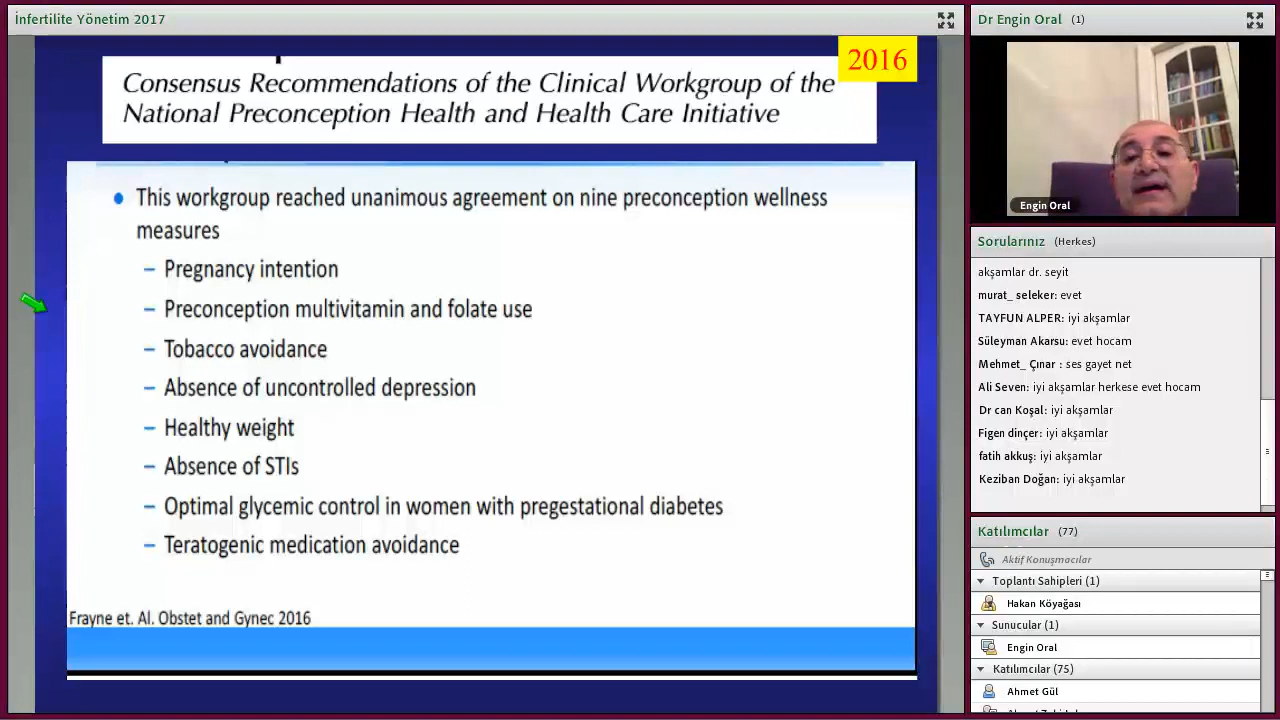 İnfertilite Yönetim 2017
2016
Consensus Recommendations of the Clinical Workgroup of the
National Preconception Health and Health Care Initiative
This workgroup reached unanimous agreement on nine preconception wellness
measures
– Pregnancy intention
– Preconception multivitamin and folate use
– Tobacco avoidance
– Absence of uncontrolled depression
– Healthy weight
– Absence of STIs
– Optimal glycemic control in women with pregestational diabetes
– Teratogenic medication avoidance
Frayne et. Al. Obstet and Gynec 2016
Dr Engin Oral (1)
Engin Oral
Sorularınız (Herkes)
akşamlar dr. seyit
murat_ seleker: evet
TAYFUN ALPER: iyi akşamlar
Süleyman Akarsu: evet hocam
Mehmet_ Çınar : ses gayet net
Ali Seven: iyi akşamlar herkese evet hocam
Dr can Koşal: iyi akşamlar
Figen dinçer: iyi akşamlar
fatih akkuş: iyi akşamlar
Keziban Doğan: iyi akşamlar
Katılımcılar (77)
Aktif Konuşmacılar
Toplantı Sahipleri (1)
Hakan Köyağası
Sunucular (1)
Engin Oral
Katılımcılar (75)
Ahmet Gül